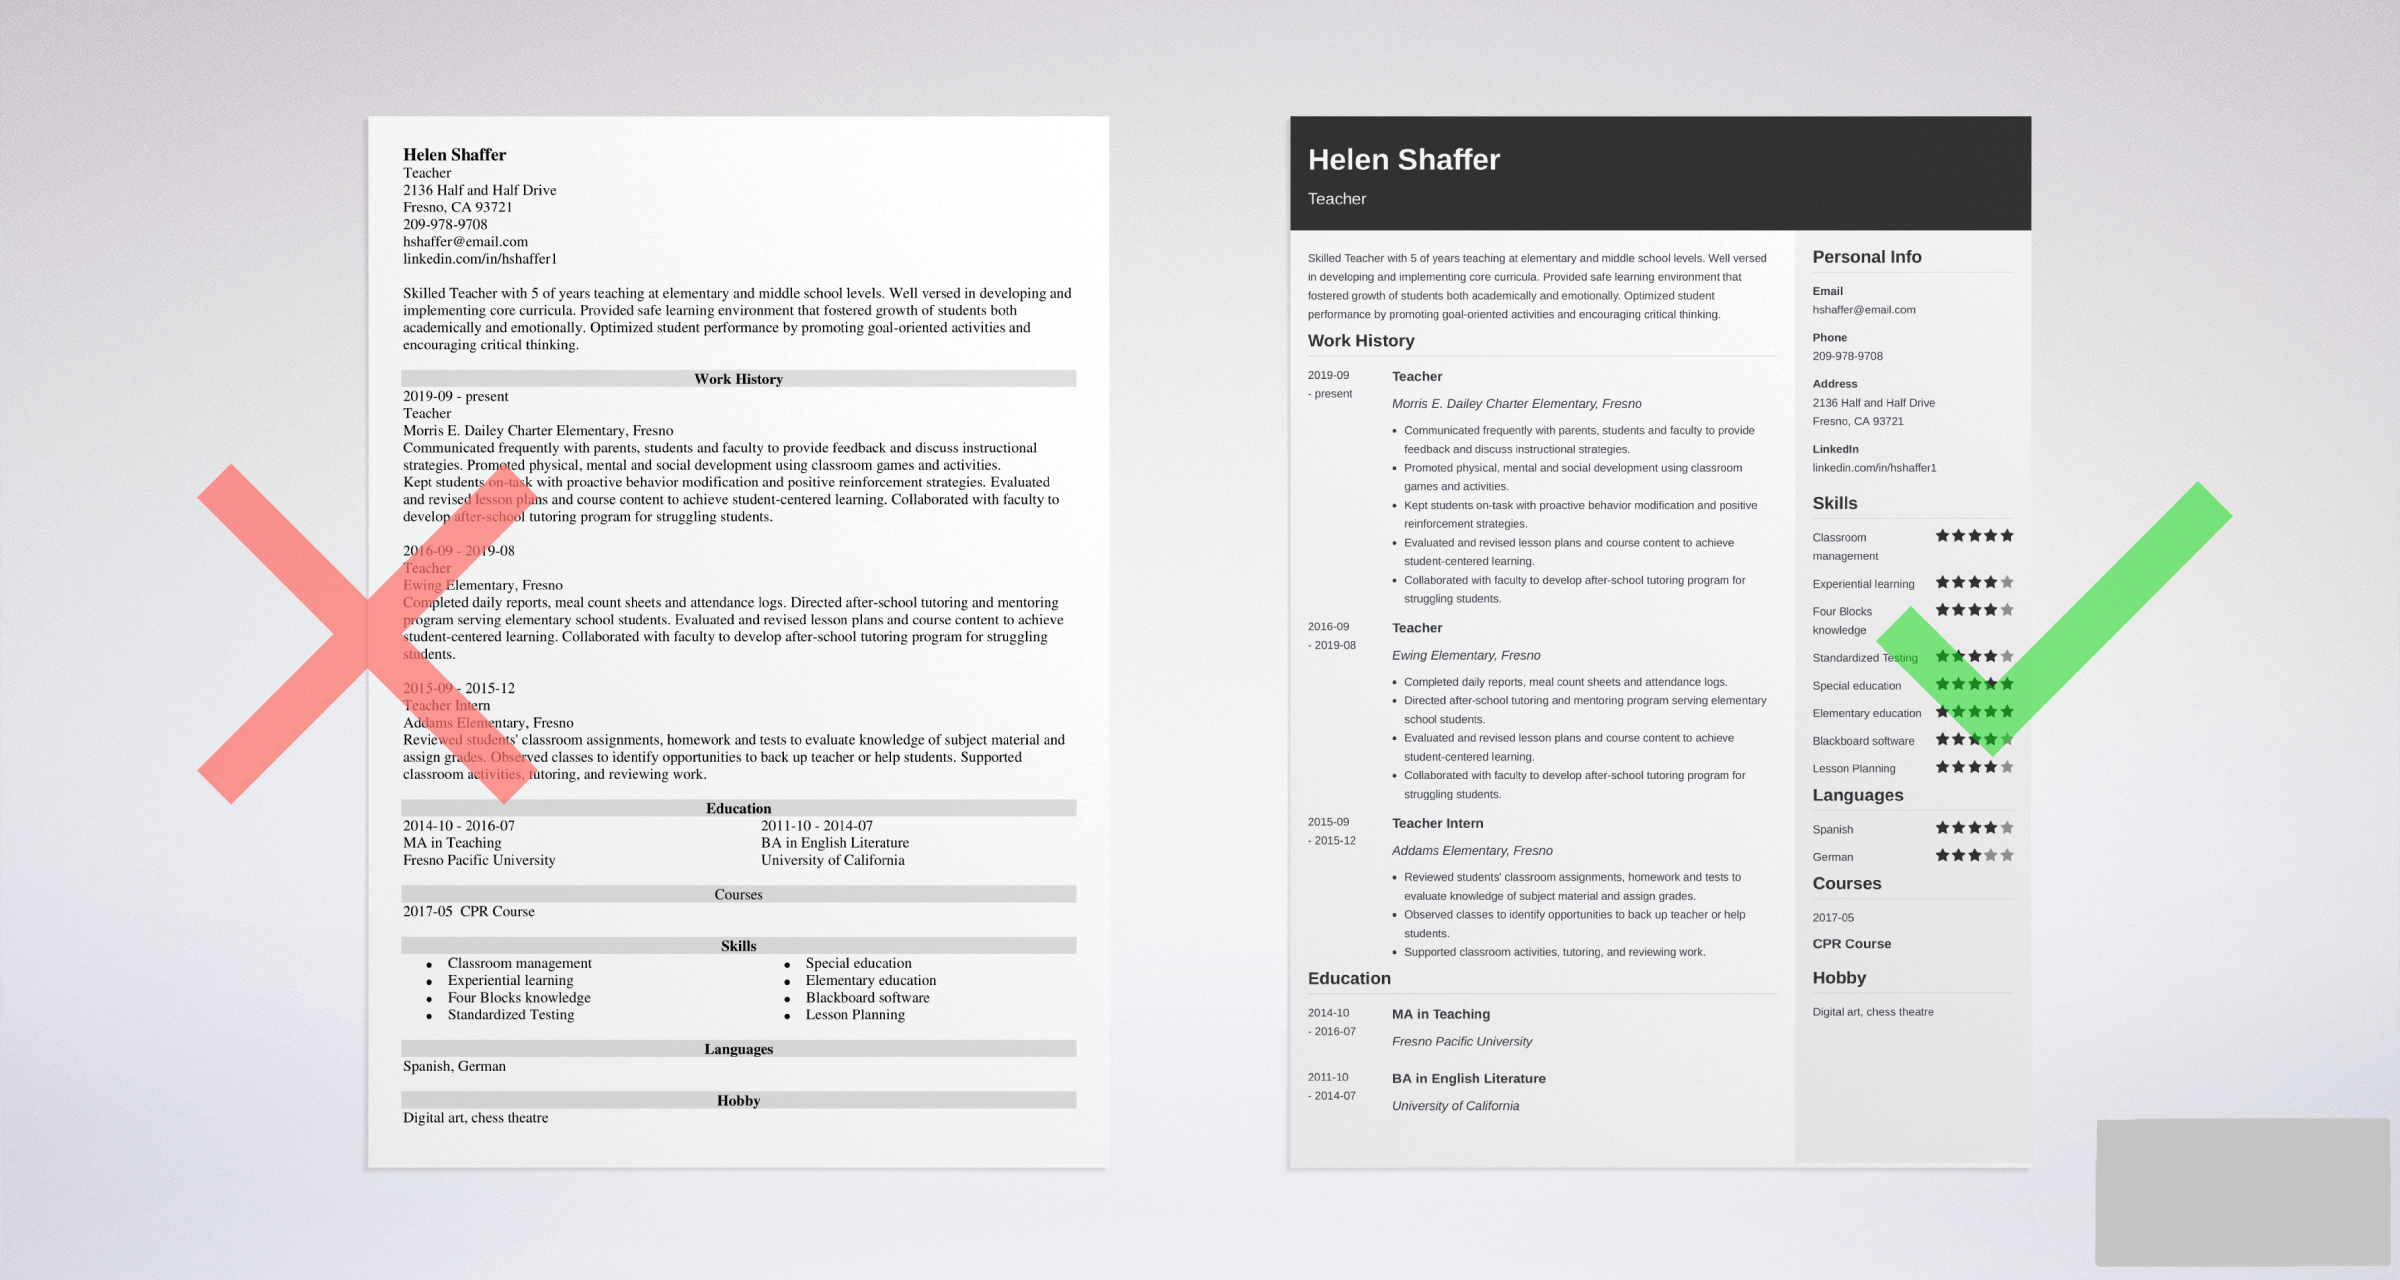 Helen Shaffer
Teacher
2136 Half and Half Drive
Fresno, CA 93721
209-978-9708
hshaffer@email.com
linkedin.com/in/hshaffer1
Skilled Teacher with 5 of years teaching at elementary and middle school levels. Well versed in developing and
implementing core curricula. Provided safe learning environment that fostered growth of students both
academically and emotionally. Optimized student performance by promoting goal-oriented activities and
encouraging critical thinking.
Work History
2019-09 - present
Teacher
Morris E. Dailey Charter Elementary, Fresno
Communicated frequently with parents, students and faculty to provide feedback and discuss instructional
strategies. Promoted physical, mental and social development using classroom games and activities.
Kept students on-task with proactive behavior modification and positive reinforcement strategies. Evaluated
and revised lesson plans and course content to achieve student-centered learning. Collaborated with faculty to
develop after-school tutoring program for struggling students.
2016-09 - 2019-08
Teacher
Ewing Elementary, Fresno
Completed daily reports, meal count sheets and attendance logs. Directed after-school tutoring and mentoring
program serving elementary school students. Evaluated and revised lesson plans and course content to achieve
student-centered learning. Collaborated with faculty to develop after-school tutoring program for struggling
students.
2015-09 - 2015-12
Teacher Intern
Addams Elementary, Fresno
Reviewed students' classroom assignments, homework and tests to evaluate knowledge of subject material and
assign grades. Observed classes to identify opportunities to back up teacher or help students. Supported
classroom activities, tutoring, and reviewing work.
Education
2014-10 - 2016-07
MA in Teaching
Fresno Pacific University
2011-10 - 2014-07
BA in English Literature
University of California
Courses
2017-05 CPR Course
Skills
• Classroom management
• Experiential learning
• Four Blocks knowledge
• Standardized Testing
• Special education
• Elementary education
• Blackboard software
• Lesson Planning
Languages
Spanish, German
Hobby
Digital art, chess theatre
Helen Shaffer
Teacher
Skilled Teacher with 5 of years teaching at elementary and middle school levels. Well versed
in developing and implementing core curricula. Provided safe learning environment that
fostered growth of students both academically and emotionally. Optimized student
performance by promoting goal-oriented activities and encouraging critical thinking.
Work History
2019-09
- present
Teacher
Morris E. Dailey Charter Elementary, Fresno
• Communicated frequently with parents, students and faculty to provide
feedback and discuss instructional strategies.
• Promoted physical, mental and social development using classroom
games and activities.
• Kept students on-task with proactive behavior modification and positive
reinforcement strategies.
• Evaluated and revised lesson plans and course content to achieve
student-centered learning.
• Collaborated with faculty to develop after-school tutoring program for
struggling students.
2016-09
- 2019-08
Teacher
Ewing Elementary, Fresno
• Completed daily reports, meal count sheets and attendance logs.
• Directed after-school tutoring and mentoring program serving elementary
school students.
• Evaluated and revised lesson plans and course content to achieve
student-centered learning.
• Collaborated with faculty to develop after-school tutoring program for
struggling students.
2015-09
- 2015-12
Teacher Intern
Addams Elementary, Fresno
• Reviewed students' classroom assignments, homework and tests to
evaluate knowledge of subject material and assign grades.
• Observed classes to identify opportunities to back up teacher or help
students.
• Supported classroom activities, tutoring, and reviewing work.
Education
2014-10
- 2016-07
MA in Teaching
Fresno Pacific University
2011-10
- 2014-07
BA in English Literature
University of California
Personal Info
Email
hshaffer@email.com
Phone
209-978-9708
Address
2136 Half and Half Drive
Fresno, CA 93721
LinkedIn
linkedin.com/in/hshaffer1
Skills
Classroom
management
Experiential learning
Four Blocks
knowledge
Standardized Testing
Special education
Elementary education
Blackboard software
Lesson Planning
Languages
Spanish
German
Courses
2017-05
CPR Course
Hobby
Digital art, chess theatre